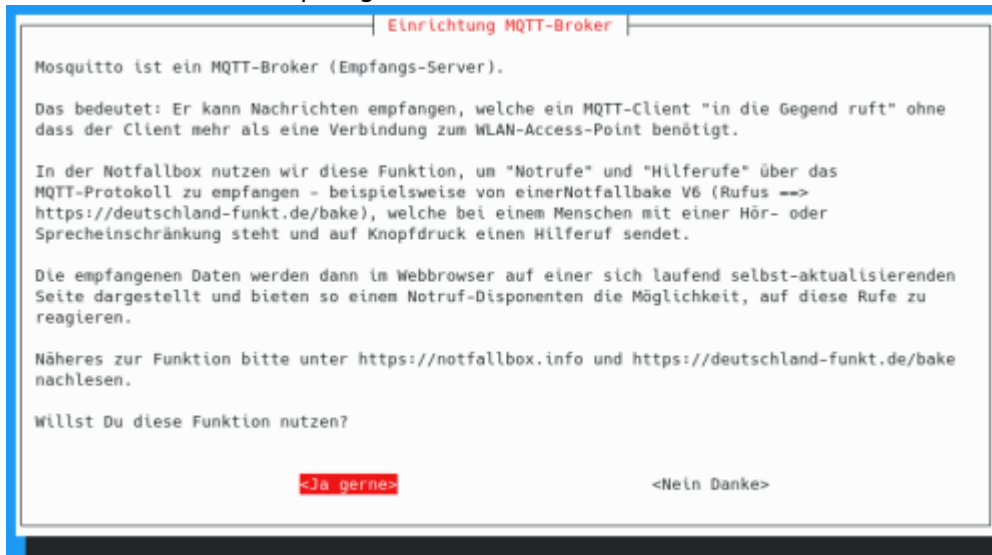 Einrichtung MQTT-Broker
Mosquitto ist ein MQTT-Broker (Empfangs-Server).
Das bedeutet: Er kann Nachrichten empfangen, welche ein MQTT-Client "in die Gegend ruft" ohne
dass der Client mehr als eine Verbindung zum WLAN-Access-Point benötigt.
In der Notfallbox nutzen wir diese Funktion, um "Notrufe" und "Hilferufe" über das
MQTT-Protokoll zu empfangen - beispielsweise von einerNotfallbake V6 (Rufus ==>
https://deutschland-funkt.de/bake), welche bei einem Menschen mit einer Hör- oder
Sprecheinschränkung steht und auf Knopfdruck einen Hilferuf sendet.
Die empfangenen Daten werden dann im Webbrowser auf einer sich laufend selbst-aktualisierenden
Seite dargestellt und bieten so einem Notruf-Disponenten die Möglichkeit, auf diese Rufe zu
reagieren.
Näheres zur Funktion bitte unter https://notfallbox.info und https://deutschland-funkt.de/bake
nachlesen.
Willst Du diese Funktion nutzen?
<Ja gerne> <Nein Danke>